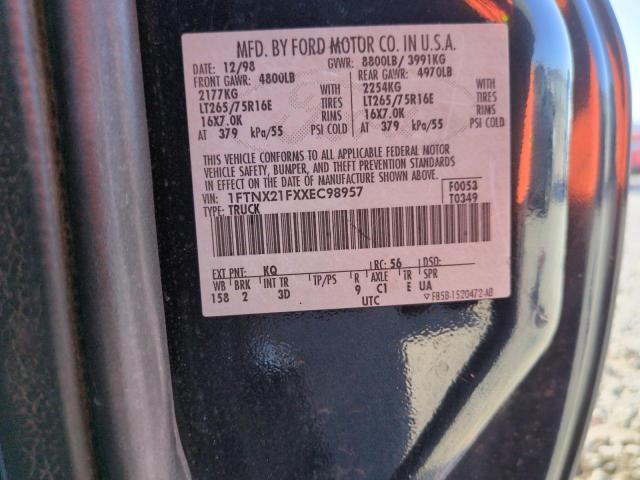 MFD. BY FORD MOTOR CO. IN U.S.A.
DATE: 12/98 GVWR: 8800LB/ 3991KG
FRONT GAWR: 4800LB REAR GAWR: 4970LB
2177KG WITH 2254KG WITH
LT265/75R16E TIRES LT265/75R16E TIRES
16X7.0K RIMS 16X7.0K RIMS
AT 379 kPa/55 PSI COLD AT 379 kPa/55 PSI COLD
THIS VEHICLE CONFORMS TO ALL APPLICABLE FEDERAL MOTOR
VEHICLE SAFETY, BUMPER, AND THEFT PREVENTION STANDARDS
IN EFFECT ON THE DATE OF MANUFACTURE SHOWN ABOVE.
VIN: 1FTNX21FXXEC98957 F0053
TYPE: TRUCK T0349
EXT PNT: KQ RC: 56 DSO:
WB BRK INT TR TP/PS R AXLE TR SPR
158 2 3D 9 C1 E UA
UTC F85B-1520472-AB